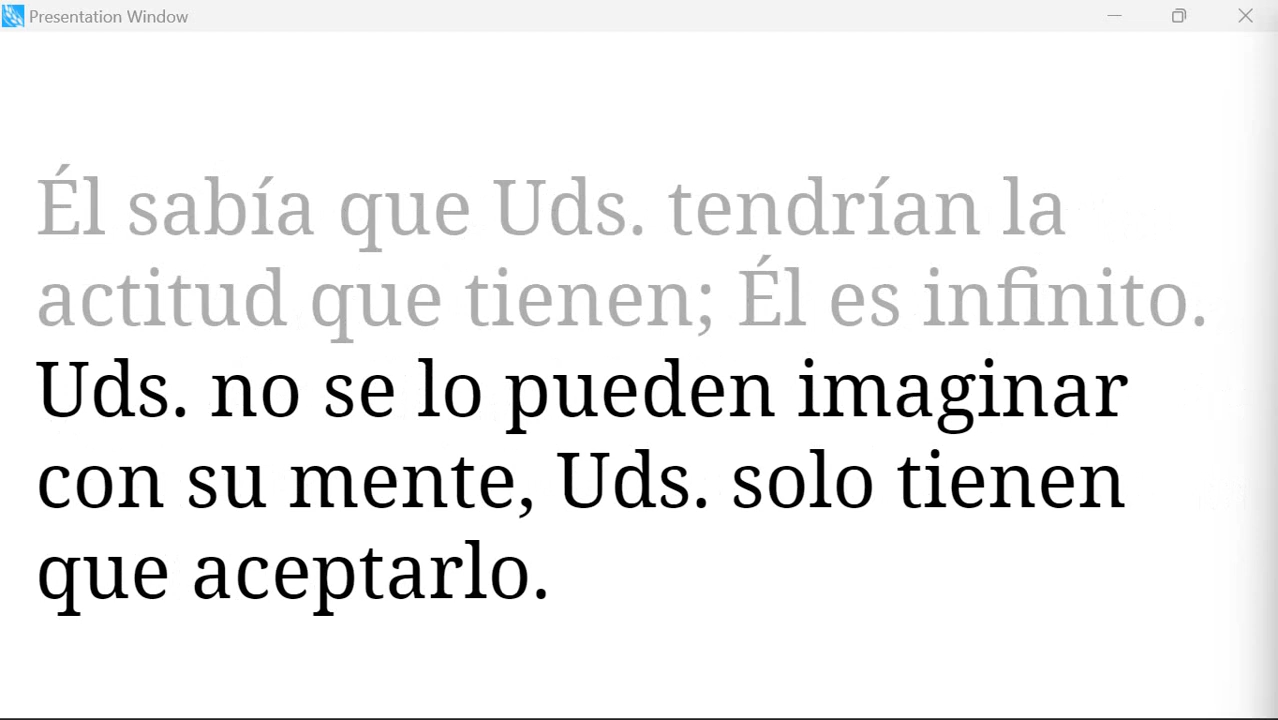 Presentation Window
Él sabía que Uds. tendrían la
actitud que tienen; Él es infinito.
Uds. no se lo pueden imaginar
con su mente, Uds. solo tienen
que aceptarlo.